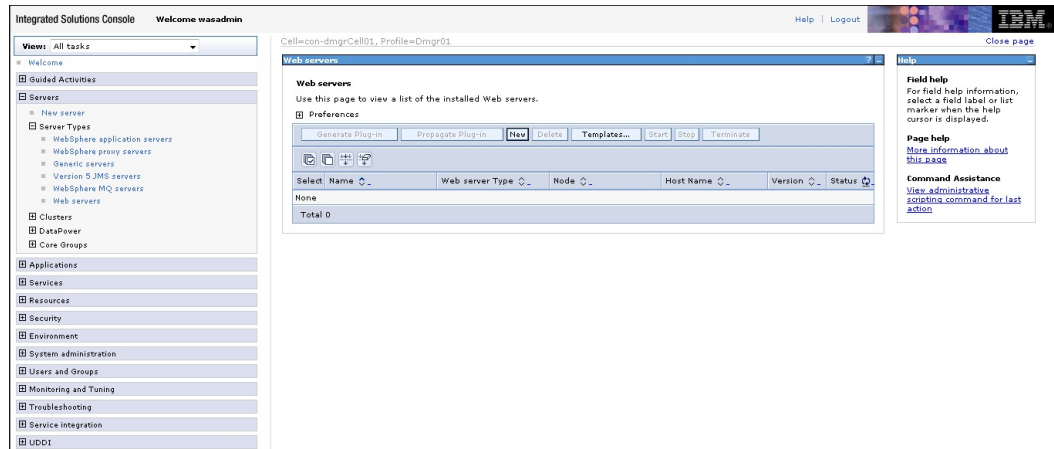 Integrated Solutions Console Welcome wasadmin
Help | Logout
IBM.
View: All tasks
Welcome
Guided Activities
Servers
New server
Server Types
WebSphere application servers
WebSphere proxy servers
Generic servers
Version 5 JMS servers
WebSphere MQ servers
Web servers
Clusters
DataPower
Core Groups
Applications
Services
Resources
Security
Environment
System administration
Users and Groups
Monitoring and Tuning
Troubleshooting
Service integration
UDDI
Cell=con-dmgrCell01, Profile=Dmgr01
Close page
Web servers
Web servers
Use this page to view a list of the installed Web servers.
Preferences
Generate Plug-in Propagate Plug-in New Delete Templates... Start Stop Terminate
Select Name Web server Type Node Host Name Version Status
None
Total 0
Help
Field help
For field help information,
select a field label or list
marker when the help
cursor is displayed.
Page help
More information about
this page
Command Assistance
View administrative
scripting command for last
action